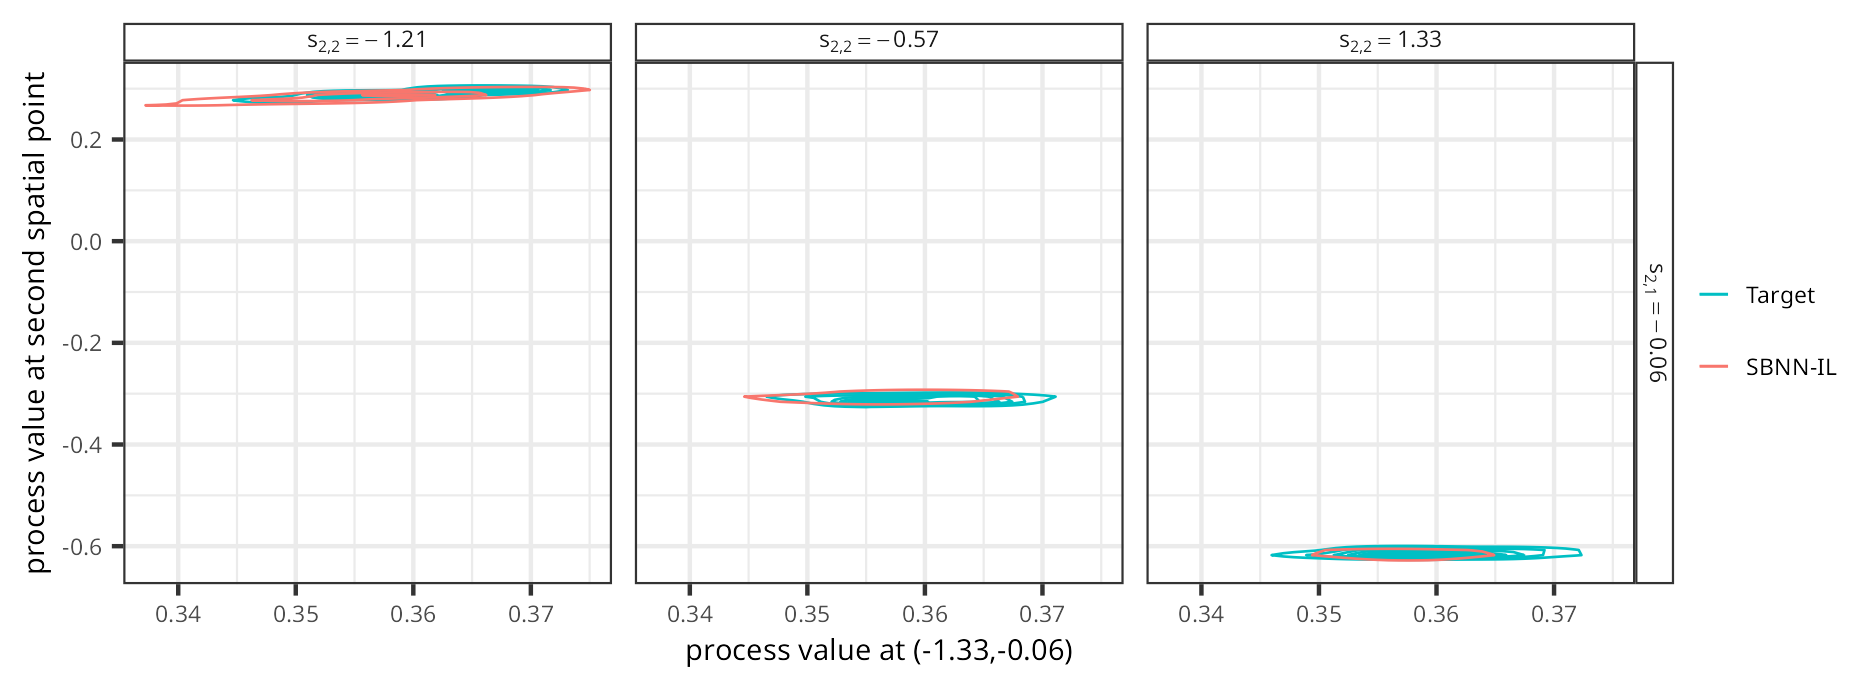 s2,2 = −1.21
s2,2 = −0.57
s2,2 = 1.33
process value at second spatial point
0.2
0.0
-0.2
-0.4
-0.6
s2,1 = −0.06
Target
SBNN-IL
0.34 0.35 0.36 0.37
0.34 0.35 0.36 0.37
0.34 0.35 0.36 0.37
process value at (-1.33,-0.06)